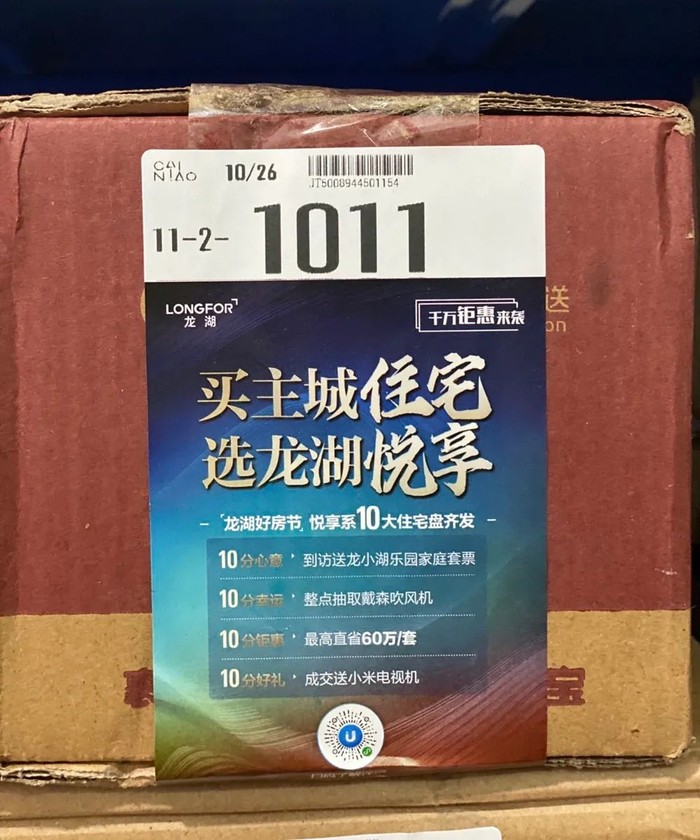 CAI
NIAO
10/26
JT5008944501154
11-2-
1011
LONGFOR
龙湖
千万钜惠来袭
送
on
买主城住宅
选龙湖悦享
「龙湖好房节」悦享系10大住宅盘齐发
10分心意 到访送龙小湖乐园家庭套票
10分幸运 整点抽取戴森吹风机
10分钜惠 最高直省60万/套
10分好礼 成交送小米电视机
宝